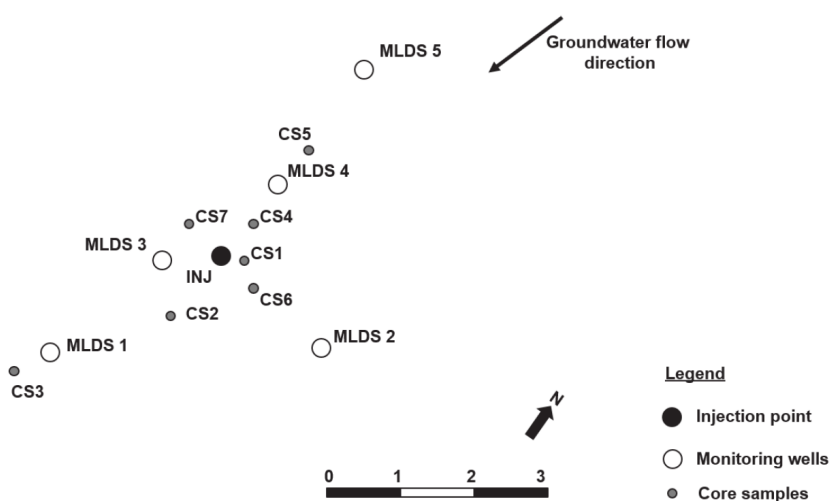 MLDS 5
Groundwater flow
direction
CS5
MLDS 4
CS7
CS4
MLDS 3
CS1
INJ
CS6
CS2
MLDS 2
MLDS 1
CS3
Legend
N
Injection point
Monitoring wells
0 1 2 3
Core samples